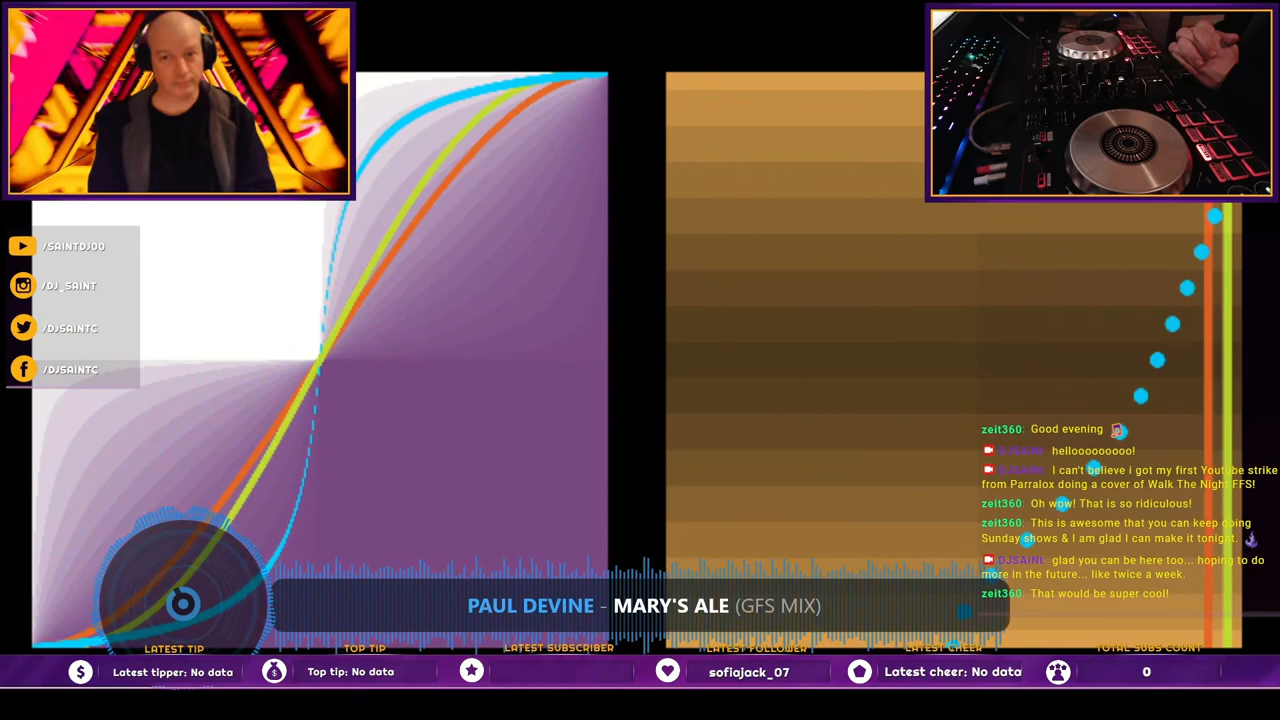 /SAINTDJ00
/DJ_SAINT
/DJSAINTC
/DJSAINTC
zeit360: Good evening
DJSAINt: hellooooooooo!
DJSAINt: I can't believe i got my first Youtube strike
from Parralox doing a cover of Walk The Night FFS!
zeit360: Oh wow! That is so ridiculous!
zeit360: This is awesome that you can keep doing
Sunday shows & I am glad I can make it tonight.
DJSAINt: glad you can be here too... hoping to do
more in the future... like twice a week.
zeit360: That would be super cool!
PAUL DEVINE - MARY'S ALE (GFS MIX)
LATEST TIP
TOP TIP
LATEST SUBSCRIBER
LATEST FOLLOWER
LATEST CHEER
TOTAL SUBS COUNT
Latest tipper: No data
Top tip: No data
sofiajack_07
Latest cheer: No data
0